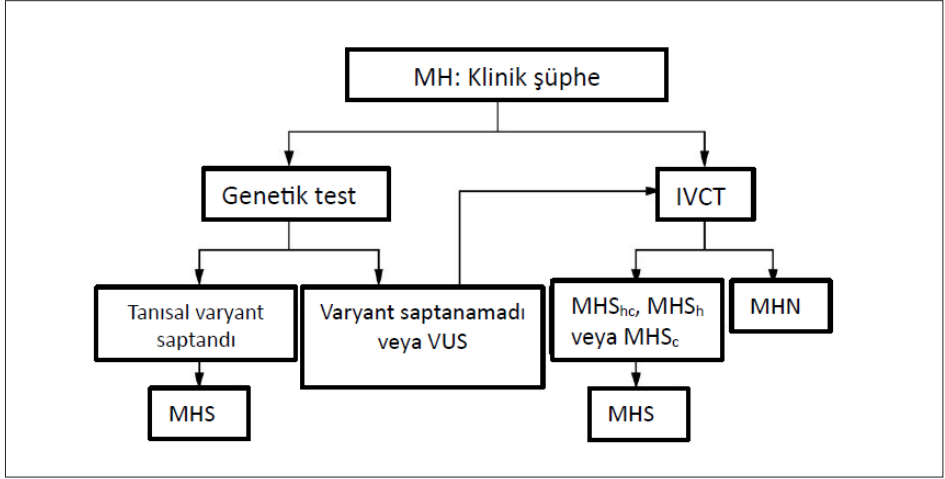 MH: Klinik şüphe
Genetik test
IVCT
Tanısal varyant
saptandı
Varyant saptanamadı
veya VUS
MHShc, MHSh
veya MHSc
MHN
MHS
MHS